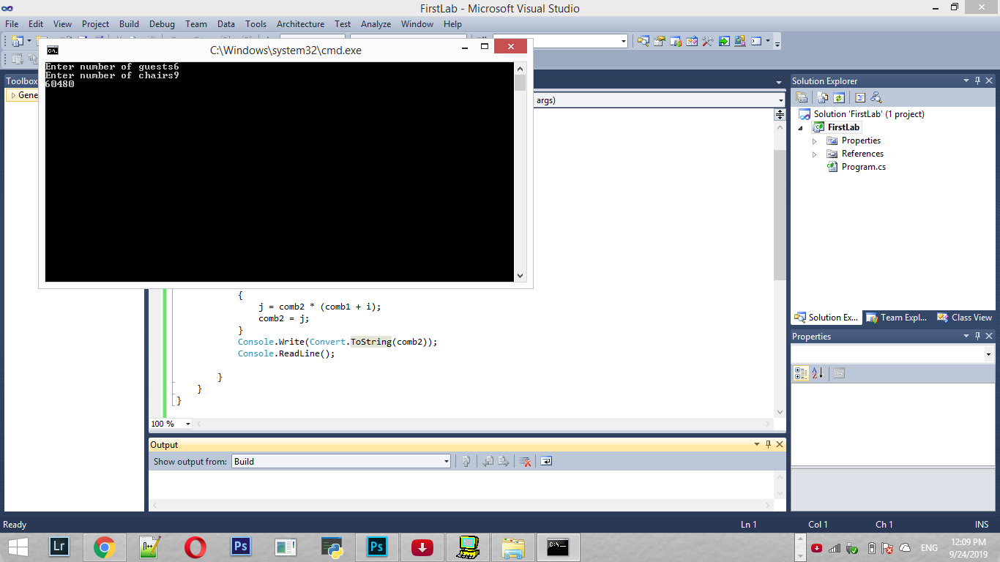 FirstLab - Microsoft Visual Studio
File Edit View Project Build Debug Team Data Tools Architecture Test Analyze Window Help
C:\Windows\system32\cmd.exe
Enter number of guests6
Enter number of chairs9
60480
Toolbox
Gene
args)
{
j = comb2 * (comb1 + i);
comb2 = j;
}
Console.Write(Convert.ToString(comb2));
Console.ReadLine();
}
}
}
100 %
Output
Show output from: Build
Solution Explorer
Solution 'FirstLab' (1 project)
FirstLab
Properties
References
Program.cs
Solution Ex... Team Expl... Class View
Properties
Ready Ln 1 Col 1 Ch 1 INS
Lr Ps Ps ENG
12:09 PM
9/24/2019